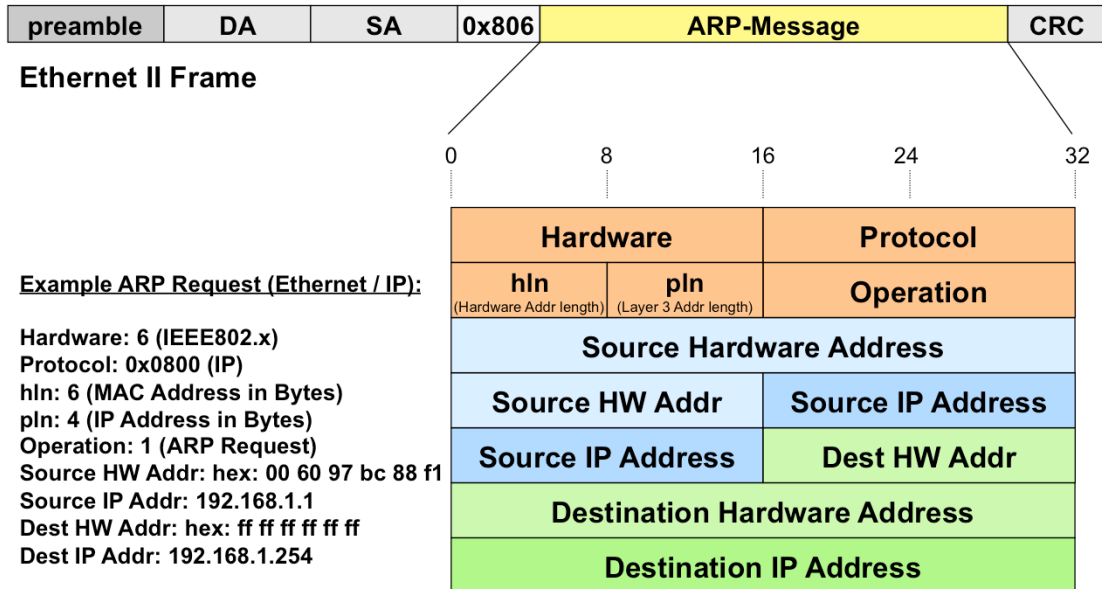 preamble DA SA 0x806 ARP-Message CRC
Ethernet II Frame
0 8 16 24 32
Hardware Protocol
hln pln Operation
(Hardware Addr length) (Layer 3 Addr length)
Source Hardware Address
Source HW Addr Source IP Address
Source IP Address Dest HW Addr
Destination Hardware Address
Destination IP Address
Example ARP Request (Ethernet / IP):
Hardware: 6 (IEEE802.x)
Protocol: 0x0800 (IP)
hln: 6 (MAC Address in Bytes)
pln: 4 (IP Address in Bytes)
Operation: 1 (ARP Request)
Source HW Addr: hex: 00 60 97 bc 88 f1
Source IP Addr: 192.168.1.1
Dest HW Addr: hex: ff ff ff ff ff ff
Dest IP Addr: 192.168.1.254